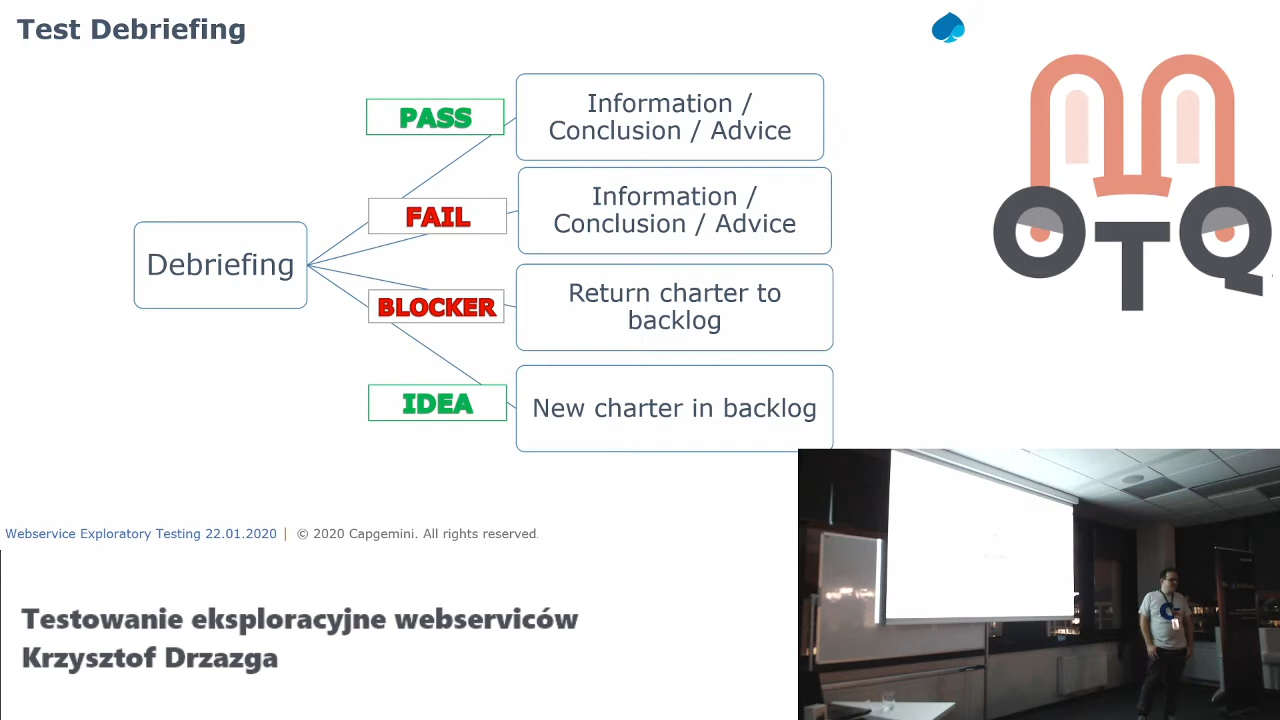 Test Debriefing
PASS
Information /
Conclusion / Advice
FAIL
Information /
Conclusion / Advice
Debriefing
BLOCKER
Return charter to
backlog
IDEA
New charter in backlog
OTQ
Webservice Exploratory Testing 22.01.2020 | © 2020 Capgemini. All rights reserved.
Testowanie eksploracyjne webserviców
Krzysztof Drzazga